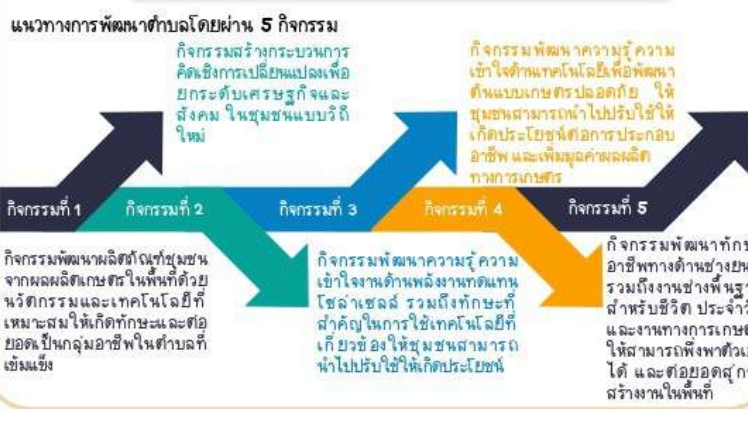 แนวทางการพัฒนาตำบลโดยผ่าน 5 กิจกรรม
กิจกรรมสร้างกระบวนการ
คิดเชิงการเปลี่ยนแปลงเพื่อ
ยกระดับเศรษฐกิจและ
สังคม ในชุมชนแบบวิถี
ใหม่
กิจกรรมพัฒนาความรู้ ความ
เข้าใจด้านเทคโนโลยีเพื่อพัฒนา
ต้นแบบเกษตรปลอดภัย ให้
ชุมชนสามารถนำไปปรับใช้ให้
เกิดประโยชน์ต่อการประกอบ
อาชีพ และเพิ่มมูลค่าผลผลิต
ทางการเกษตร
กิจกรรมที่ 1
กิจกรรมที่ 2
กิจกรรมที่ 3
กิจกรรมที่ 4
กิจกรรมที่ 5
กิจกรรมพัฒนาผลิตภัณฑ์ชุมชน
จากผลผลิตเกษตรในพื้นที่ด้วย
นวัตกรรมและเทคโนโลยีที่
เหมาะสมให้เกิดทักษะและต่อ
ยอดเป็นกลุ่มอาชีพในตำบลที่
เข้มแข็ง
กิจกรรมพัฒนาความรู้ ความ
เข้าใจงานด้านพลังงานทดแทน
โซล่าเซลล์ รวมถึงทักษะที่
สำคัญในการใช้เทคโนโลยีที่
เกี่ยวข้องให้ชุมชนสามารถ
นำไปปรับใช้ให้เกิดประโยชน์
กิจกรรมพัฒนาทัก
อาชีพทางด้านช่างยน
รวมถึงงานช่างพื้นฐา
สำหรับชีวิต ประจำ
และงานทางการเกษ
ให้สามารถพึ่งพาตัว
ได้ และต่อยอดสู่
สร้างงานในพื้นที่